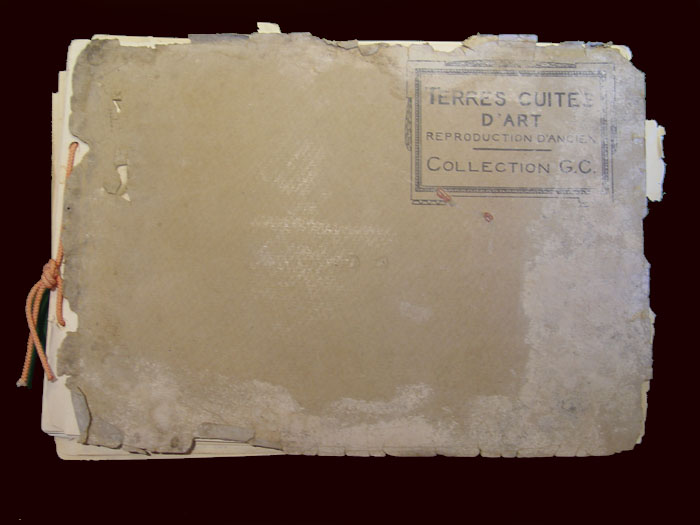 TERRES CUITES
D'ART
REPRODUCTION D'ANCIEN
COLLECTION G.C.